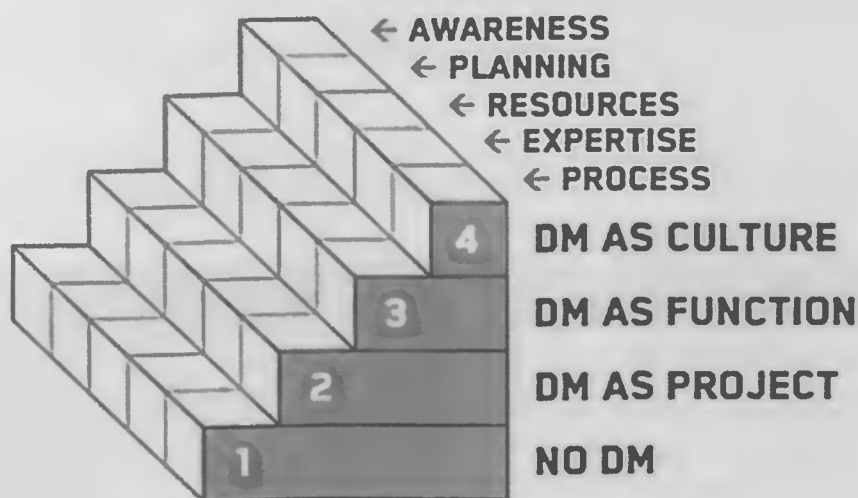 ← AWARENESS
← PLANNING
← RESOURCES
← EXPERTISE
← PROCESS
4 DM AS CULTURE
3 DM AS FUNCTION
2 DM AS PROJECT
1 NO DM